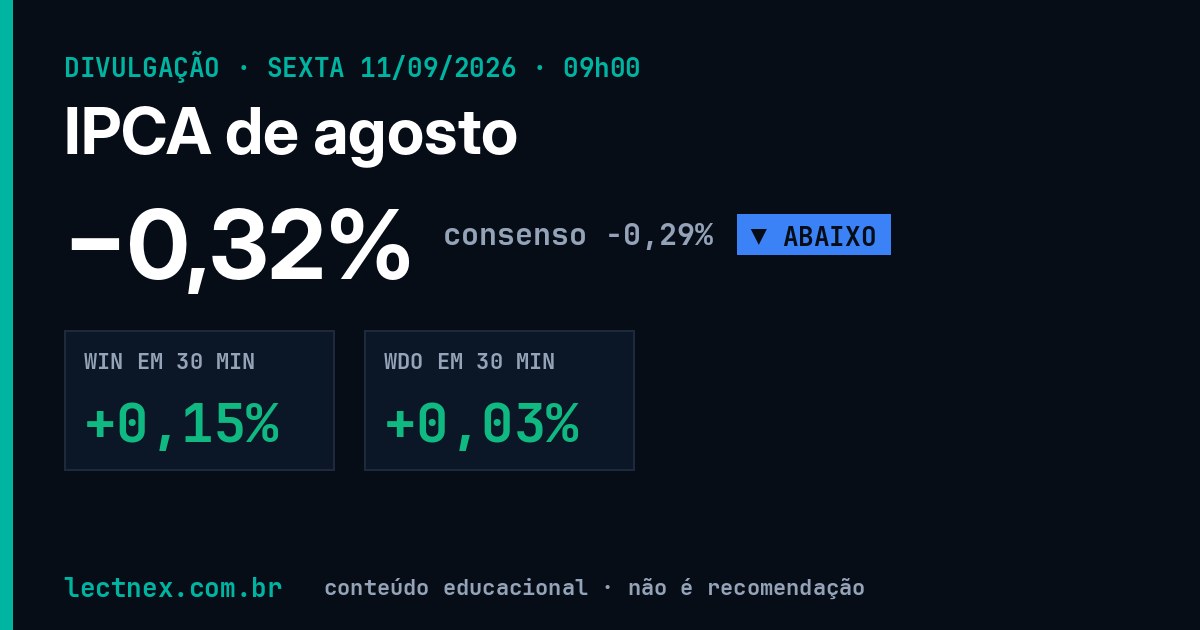 DIVULGAÇÃO · SEXTA 11/09/2026 · 09h00
IPCA de agosto
−0,32% consenso -0,29% ▼ ABAIXO
WIN EM 30 MIN WDO EM 30 MIN
+0,15% +0,03%
lectnex.com.br conteúdo educacional · não é recomendação